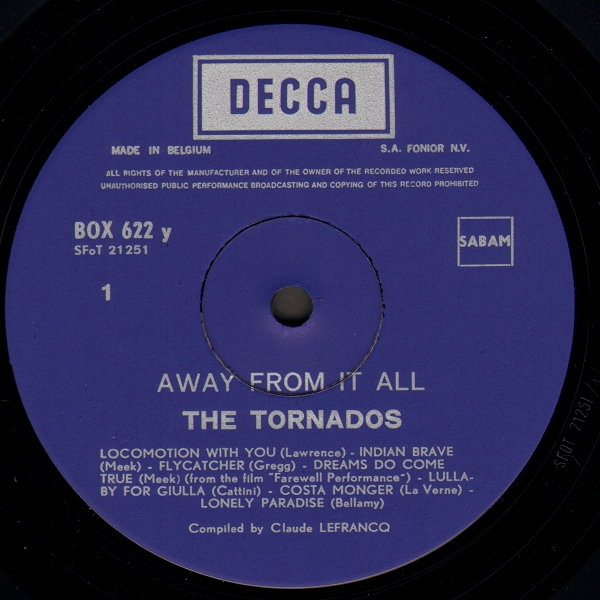 DECCA
MADE IN BELGIUM S.A. FONIOR N.V.
ALL RIGHTS OF THE MANUFACTURER AND OF THE OWNER OF THE RECORDED WORK RESERVED
UNAUTHORISED PUBLIC PERFORMANCE BROADCASTING AND COPYING OF THIS RECORD PROHIBITED
BOX 622 y
SFoT 21251
SABAM
1
AWAY FROM IT ALL
THE TORNADOS
LOCOMOTION WITH YOU (Lawrence) - INDIAN BRAVE
(Meek) - FLYCATCHER (Gregg) - DREAMS DO COME
TRUE (Meek) (from the film "Farewell Performance") - LULLA-
BY FOR GIULLA (Cattini) - COSTA MONGER (La Verne) -
LONELY PARADISE (Bellamy)
Compiled by Claude LEFRANCQ
SFOT 21251